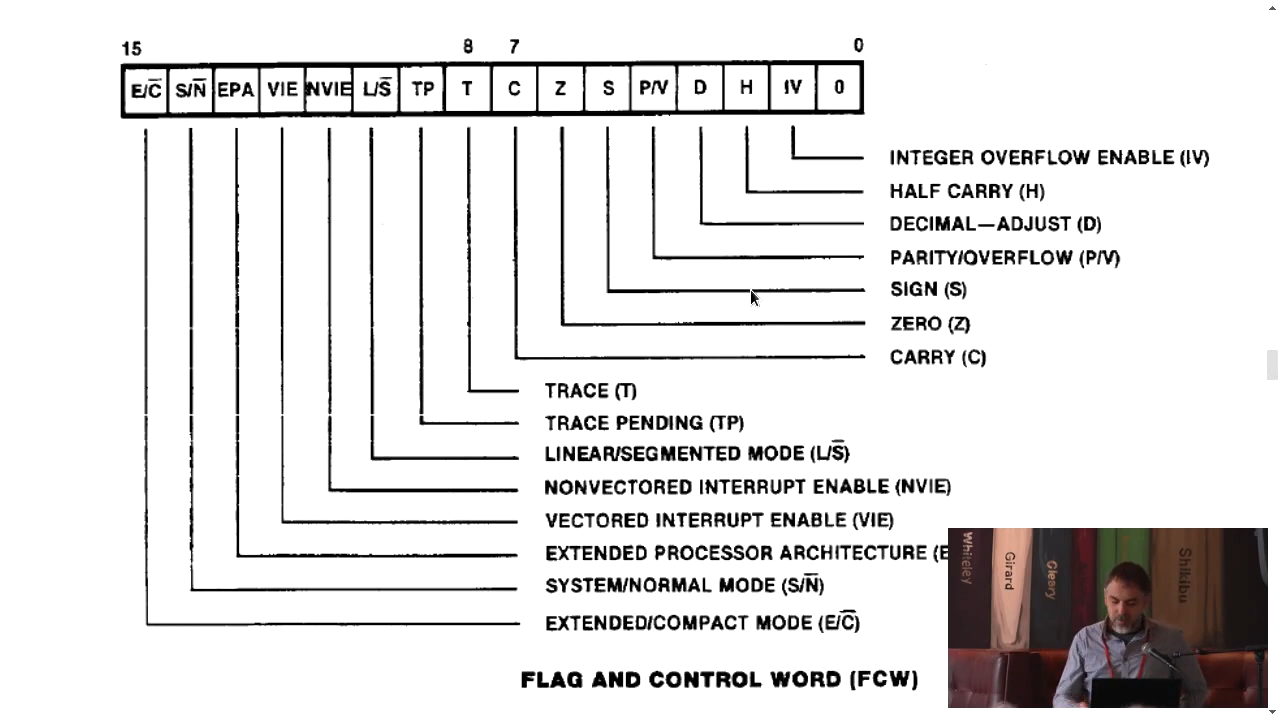 15 8 7 0
E/C̅ S/N̅ EPA VIE NVIE L/S̅ TP T C Z S P/V D H IV 0
INTEGER OVERFLOW ENABLE (IV)
HALF CARRY (H)
DECIMAL—ADJUST (D)
PARITY/OVERFLOW (P/V)
SIGN (S)
ZERO (Z)
CARRY (C)
TRACE (T)
TRACE PENDING (TP)
LINEAR/SEGMENTED MODE (L/S̅)
NONVECTORED INTERRUPT ENABLE (NVIE)
VECTORED INTERRUPT ENABLE (VIE)
EXTENDED PROCESSOR ARCHITECTURE (E
SYSTEM/NORMAL MODE (S/N̅)
EXTENDED/COMPACT MODE (E/C̅)
FLAG AND CONTROL WORD (FCW)
Whiteley
Girard
Cleary
Shikibu